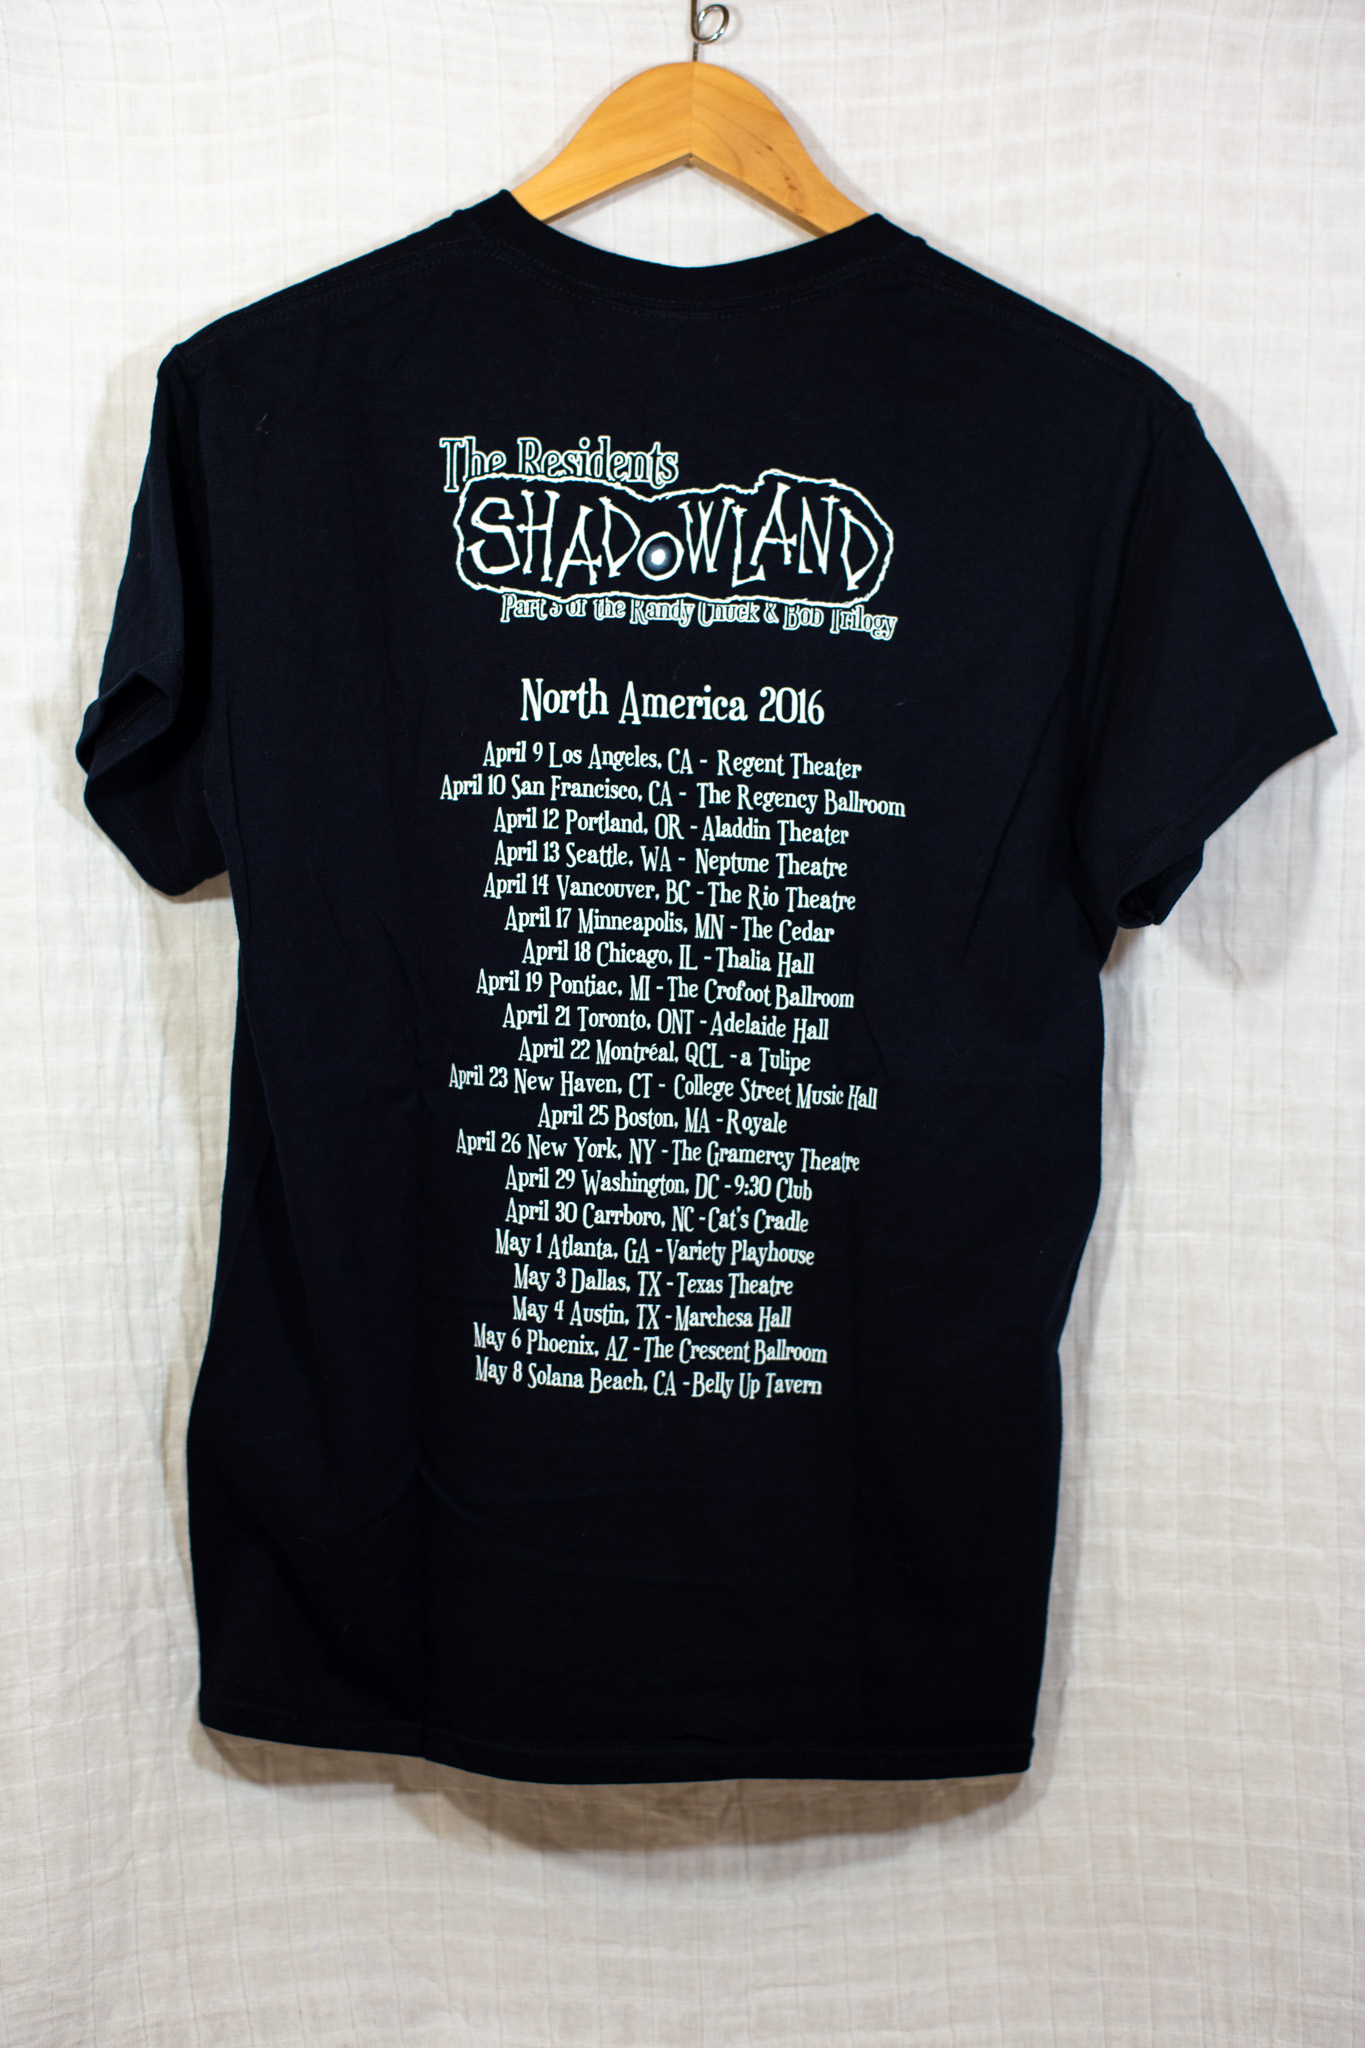 The Residents
SHADOWLAND
Part 3 of the Randy Chuck & Bob Trilogy
North America 2016
April 9 Los Angeles, CA - Regent Theater
April 10 San Francisco, CA - The Regency Ballroom
April 12 Portland, OR - Aladdin Theater
April 13 Seattle, WA - Neptune Theatre
April 14 Vancouver, BC - The Rio Theatre
April 17 Minneapolis, MN - The Cedar
April 18 Chicago, IL - Thalia Hall
April 19 Pontiac, MI - The Crofoot Ballroom
April 21 Toronto, ONT - Adelaide Hall
April 22 Montréal, QCL - a Tulipe
April 23 New Haven, CT - College Street Music Hall
April 25 Boston, MA - Royale
April 26 New York, NY - The Gramercy Theatre
April 29 Washington, DC - 9:30 Club
April 30 Carrboro, NC - Cat's Cradle
May 1 Atlanta, GA - Variety Playhouse
May 3 Dallas, TX - Texas Theatre
May 4 Austin, TX - Marchesa Hall
May 6 Phoenix, AZ - The Crescent Ballroom
May 8 Solana Beach, CA - Belly Up Tavern